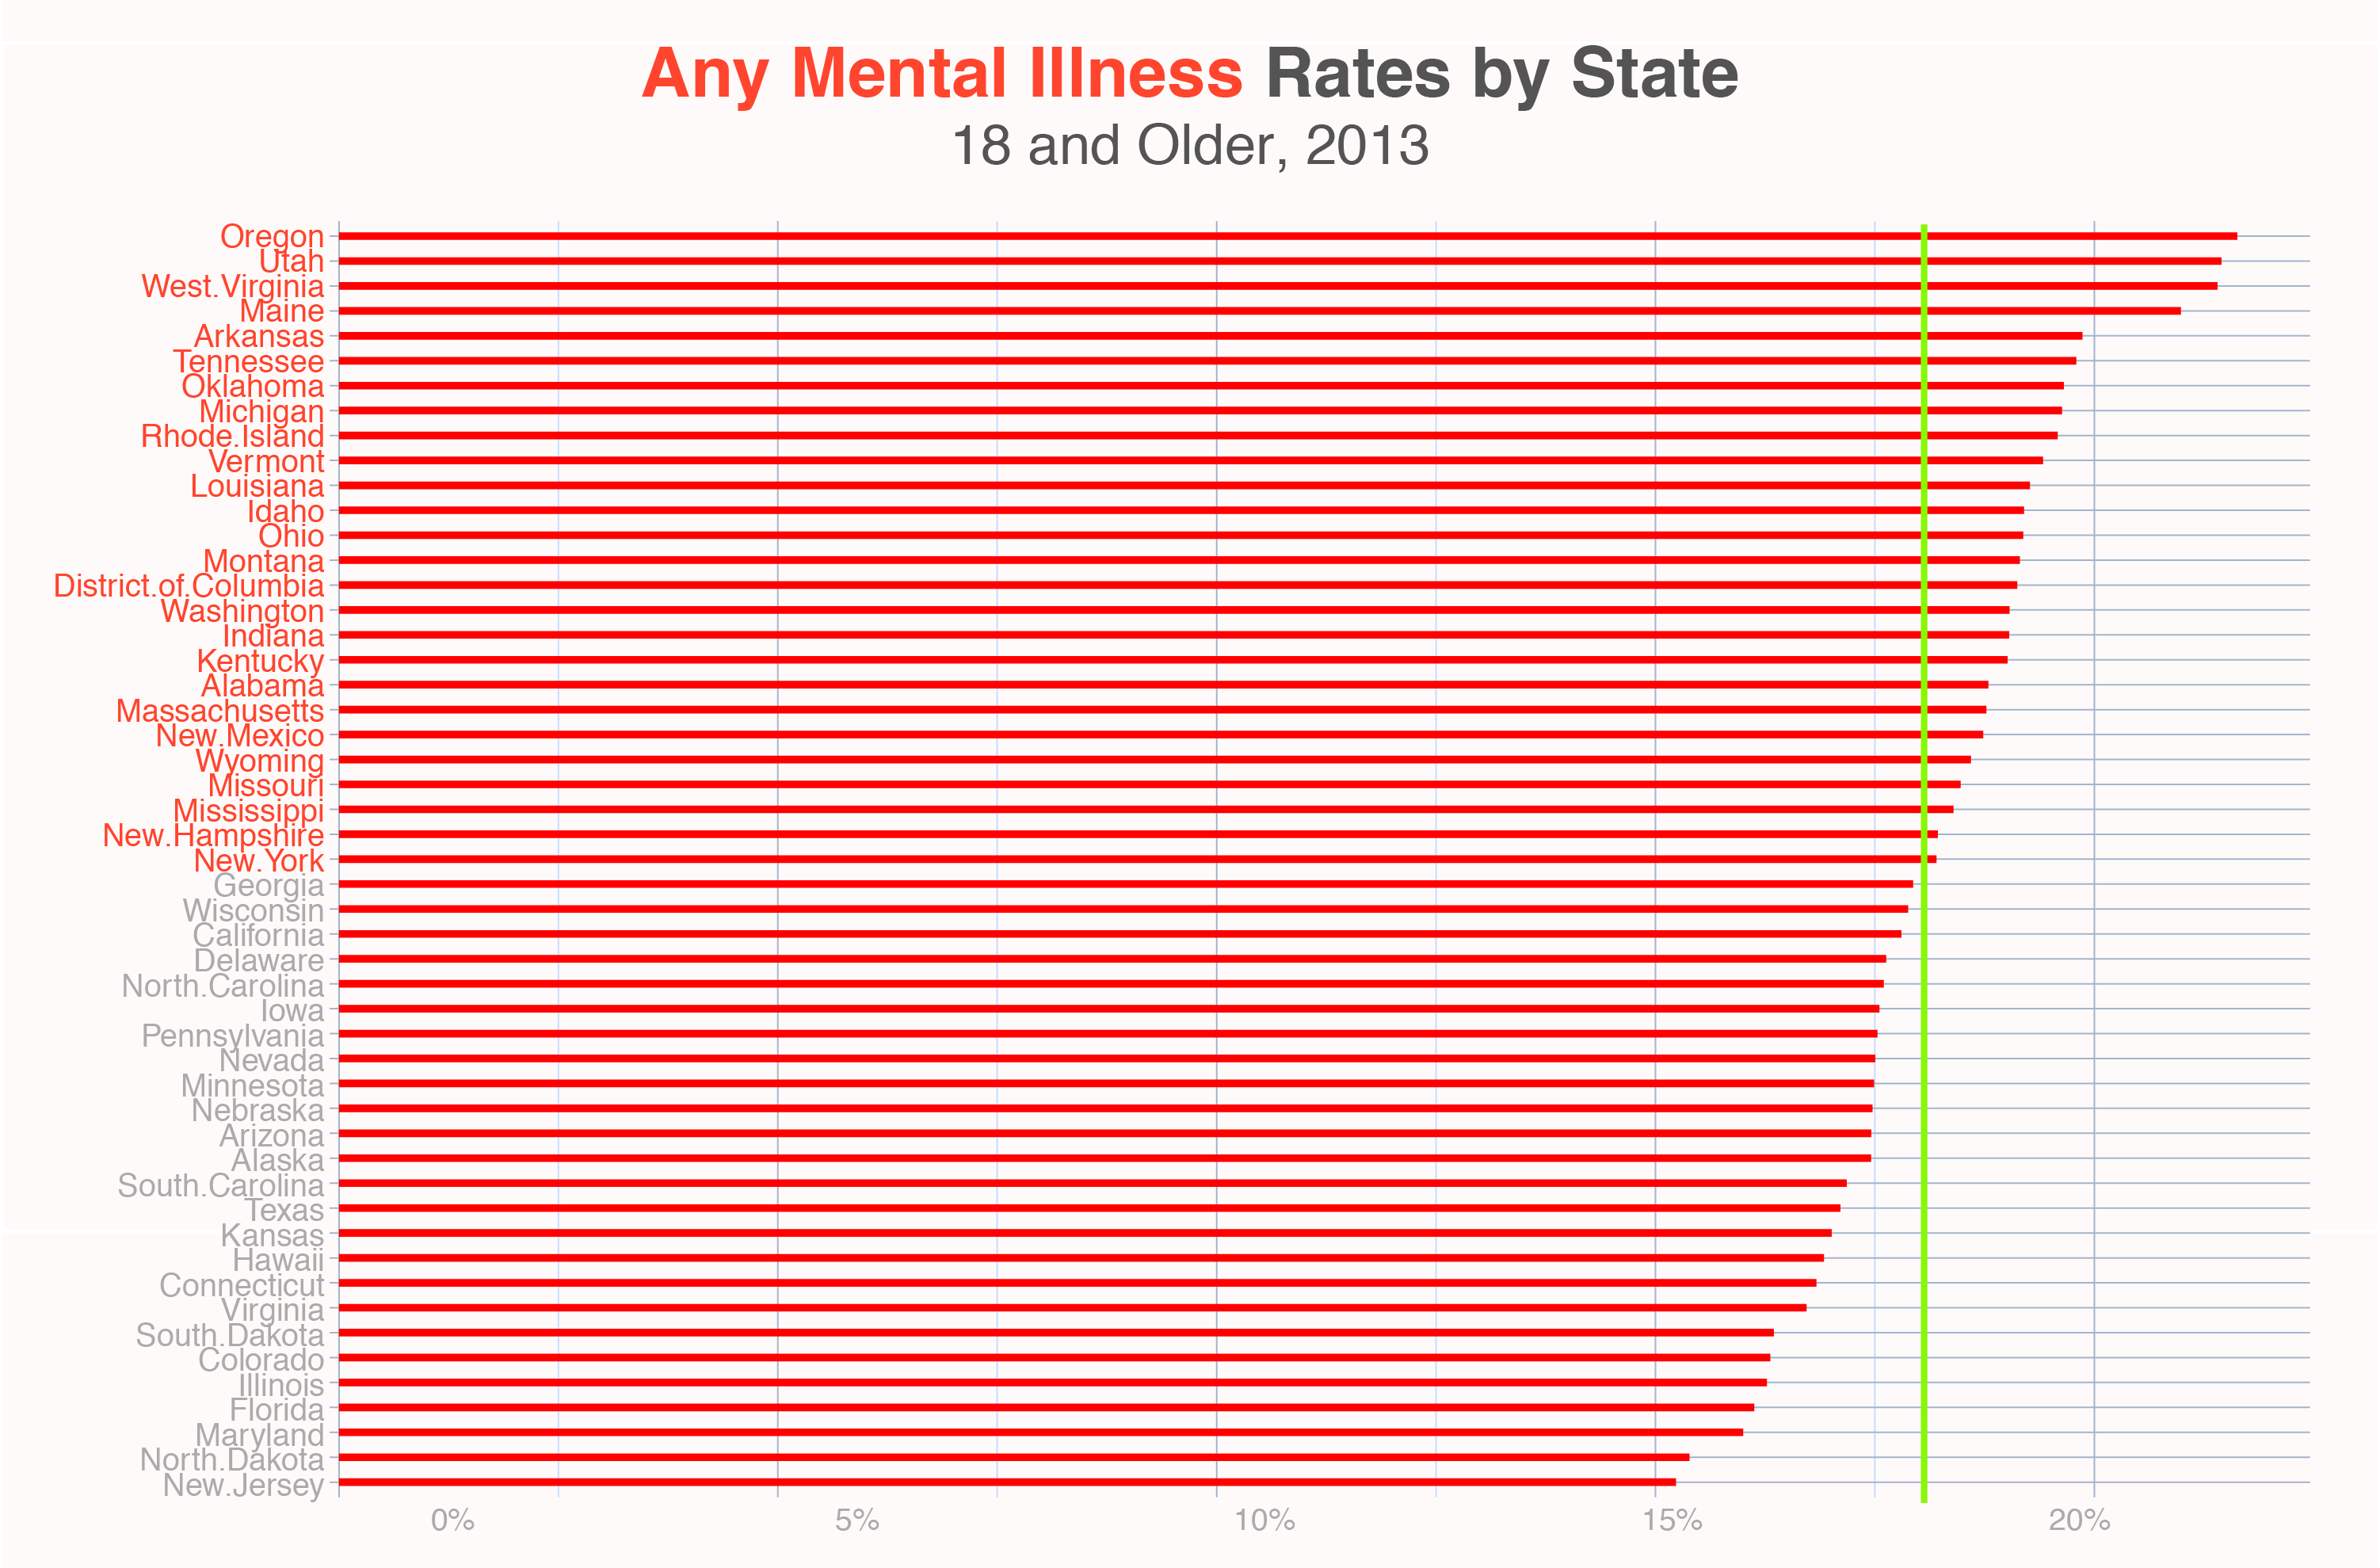 Any Mental Illness Rates by State
18 and Older, 2013
Oregon
Utah
West.Virginia
Maine
Arkansas
Tennessee
Oklahoma
Michigan
Rhode.Island
Vermont
Louisiana
Idaho
Ohio
Montana
District.of.Columbia
Washington
Indiana
Kentucky
Alabama
Massachusetts
New.Mexico
Wyoming
Missouri
Mississippi
New.Hampshire
New.York
Georgia
Wisconsin
California
Delaware
North.Carolina
Iowa
Pennsylvania
Nevada
Minnesota
Nebraska
Arizona
Alaska
South.Carolina
Texas
Kansas
Hawaii
Connecticut
Virginia
South.Dakota
Colorado
Illinois
Florida
Maryland
North.Dakota
New.Jersey
0% 5% 10% 15% 20%